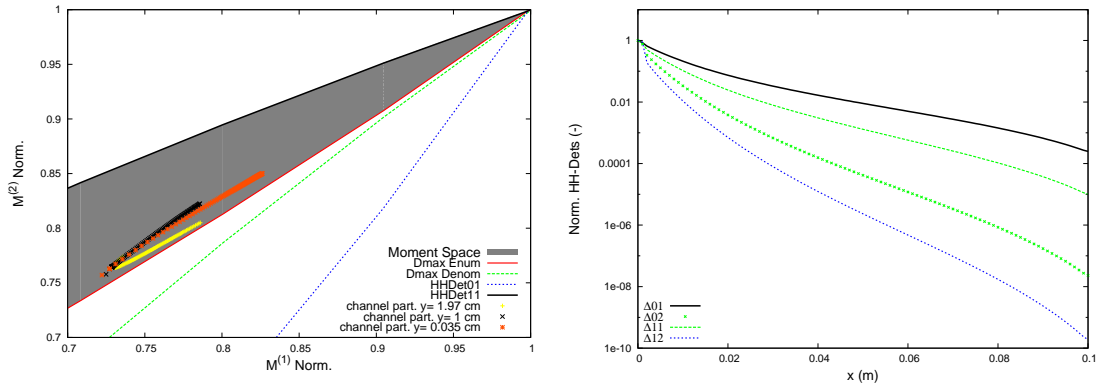 1
0.95
0.9
0.85
0.8
0.75
0.7
M(2) Norm.
0.7
0.75
0.8
0.85
0.9
0.95
1
M(1) Norm.
Moment Space
Dmax Enum
Dmax Denom
HHDet01
HHDet11
channel part. y= 1.97 cm
channel part. y= 1 cm
channel part. y= 0.035 cm
1
0.01
0.0001
1e-06
1e-08
1e-10
Norm. HH-Dets (-)
0
0.02
0.04
0.06
0.08
0.1
x (m)
Δ01
Δ02
Δ11
Δ12